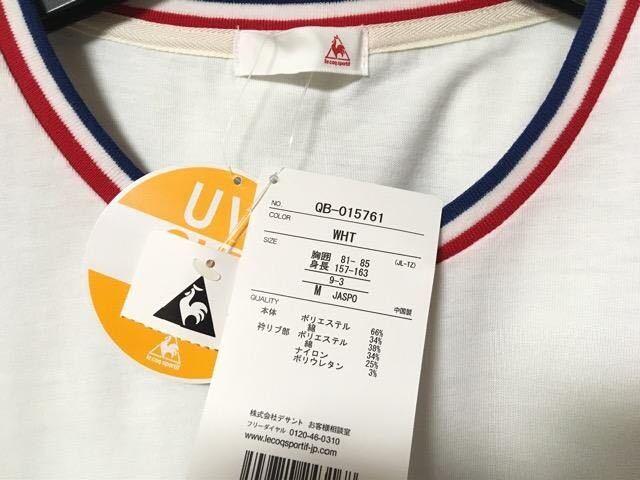 le coq sportif
UV
NO. QB-015761
COLOR
WHT
SIZE
胸囲 81- 85 (JL-TZ)
身長 157-163
9-3
M JASPO
QUALITY 中国製
本体 ポリエステル 66%
綿 34%
衿リブ部 ポリエステル 38%
綿 34%
ナイロン 25%
ポリウレタン 3%
株式会社デサント お客様相談室
フリーダイヤル 0120-46-0310
www.lecoqsportif-jp.com
le coq sportif